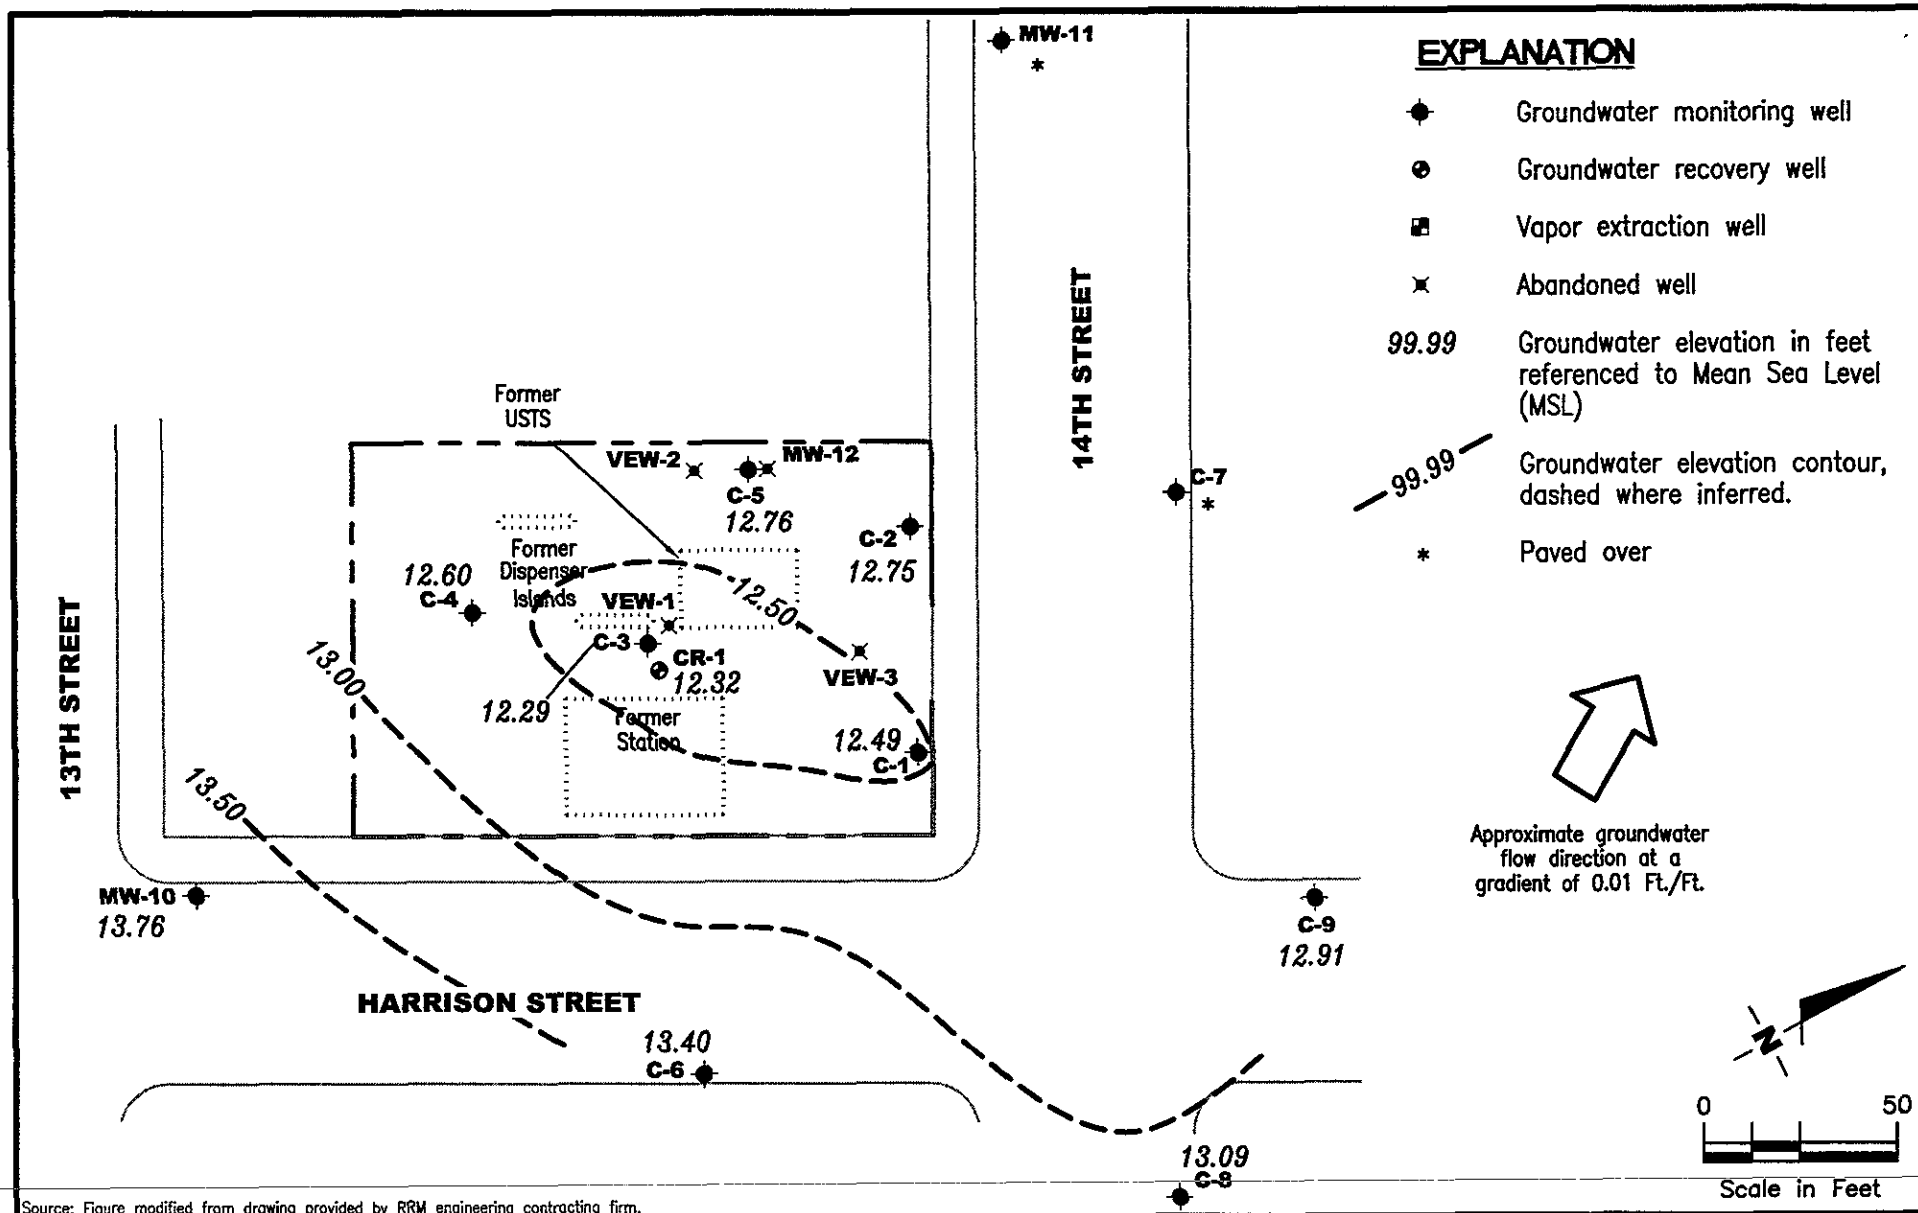 MW-11
*
EXPLANATION
Groundwater monitoring well
Groundwater recovery well
Vapor extraction well
Abandoned well
99.99
Groundwater elevation in feet
referenced to Mean Sea Level
(MSL)
99.99
Groundwater elevation contour,
dashed where inferred.
* Paved over
14TH STREET
13TH STREET
Former
USTS
VEW-2
MW-12
C-5
12.76
C-2
12.75
C-7
*
Former
Dispenser
Islands
12.60
C-4
VEW-1
12.50
C-3
CR-1
12.32
VEW-3
12.29
13.00
Former
Station
12.49
C-1
13.50
MW-10
13.76
HARRISON STREET
13.40
C-6
C-9
12.91
13.09
C-8
Approximate groundwater
flow direction at a
gradient of 0.01 Ft./Ft.
N
0 50
Scale in Feet
Source: Figure modified from drawing provided by RRM engineering contracting firm.